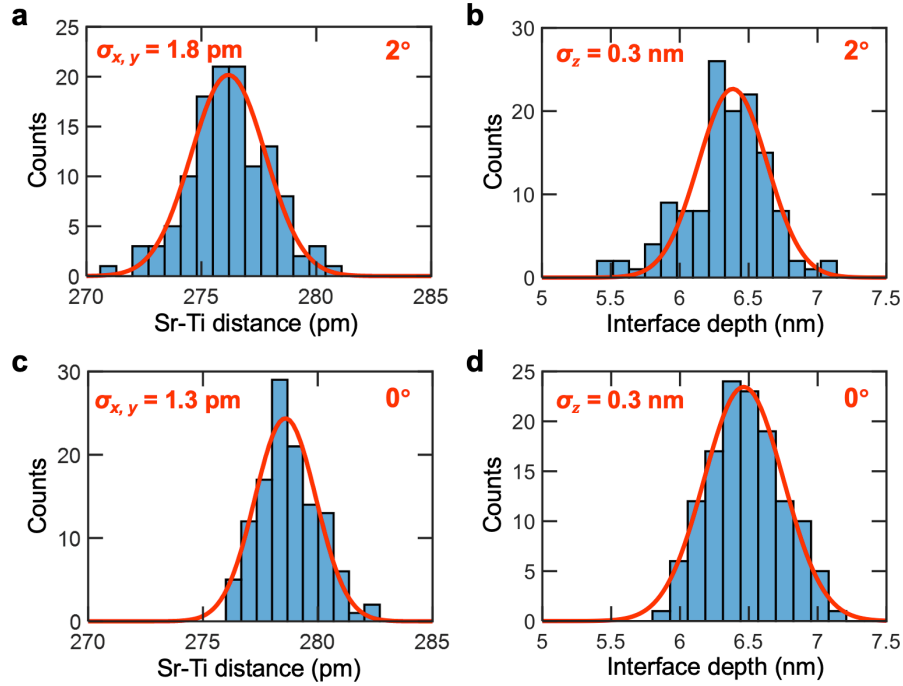 a
σx, y = 1.8 pm
2°
Counts
0
5
10
15
20
25
270
275
280
285
Sr-Ti distance (pm)
b
σz = 0.3 nm
2°
Counts
0
10
20
30
5
5.5
6
6.5
7
7.5
Interface depth (nm)
c
σx, y = 1.3 pm
0°
Counts
0
10
20
30
270
275
280
285
Sr-Ti distance (pm)
d
σz = 0.3 nm
0°
Counts
0
5
10
15
20
25
5
5.5
6
6.5
7
7.5
Interface depth (nm)